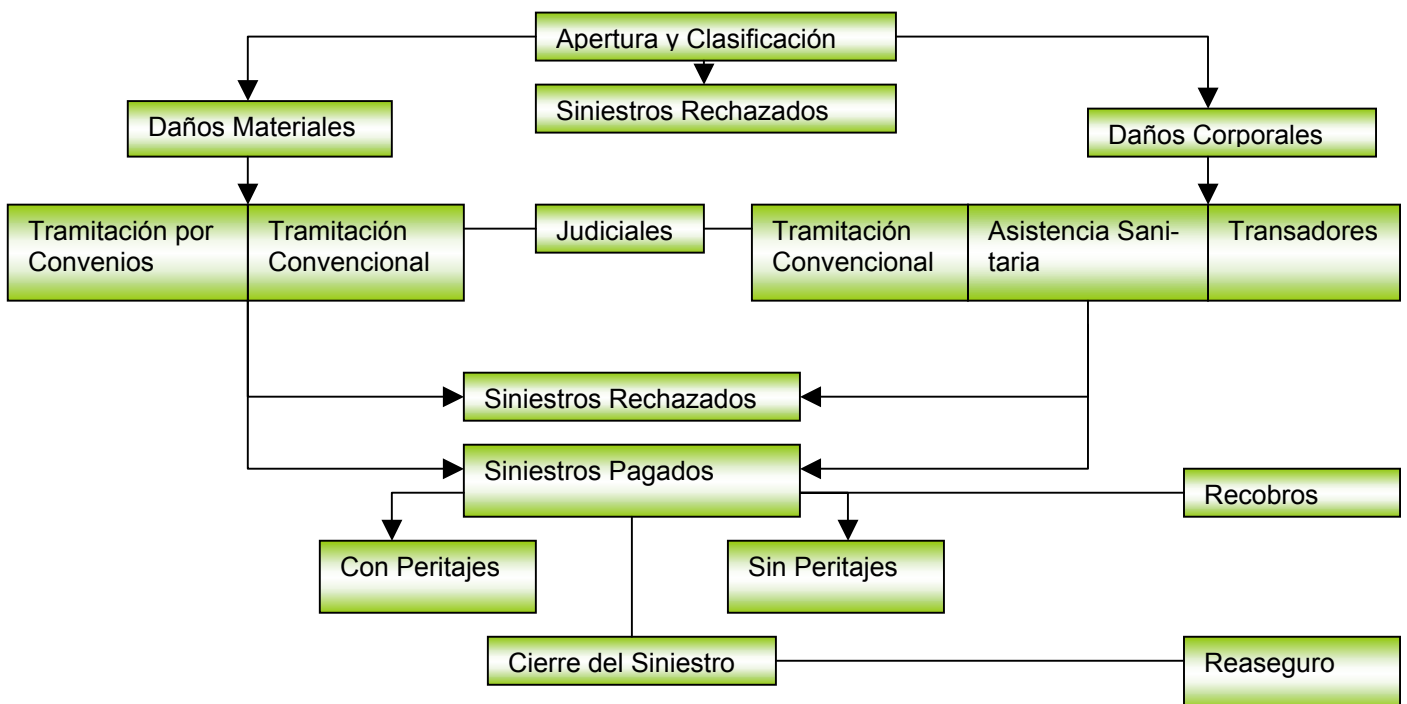 Apertura y Clasificación
Siniestros Rechazados
Daños Materiales
Daños Corporales
Tramitación por
Convenios
Tramitación
Convencional
Judiciales
Tramitación
Convencional
Asistencia Sani-
taria
Transadores
Siniestros Rechazados
Siniestros Pagados
Recobros
Con Peritajes
Sin Peritajes
Cierre del Siniestro
Reaseguro